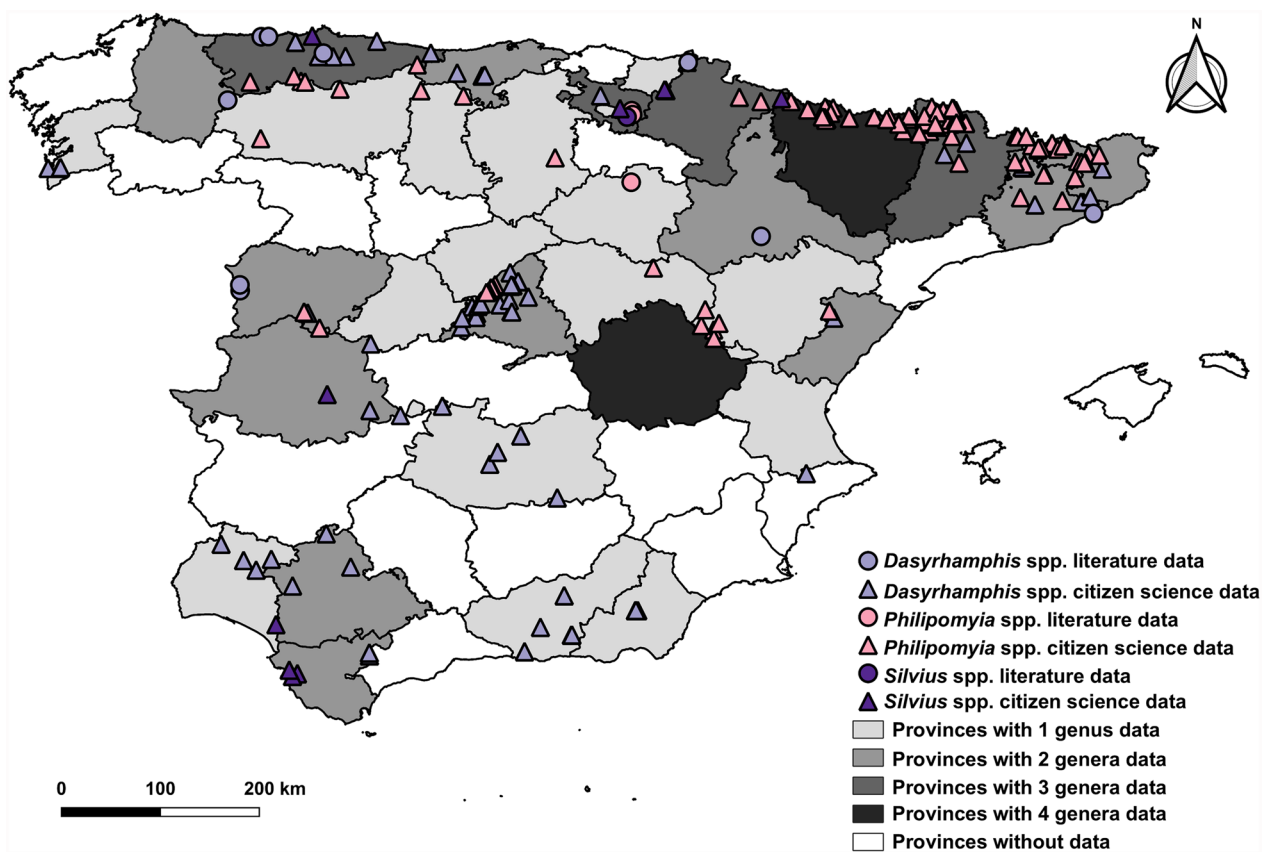 N
Dasyrhamphis spp. literature data
Dasyrhamphis spp. citizen science data
Philipomyia spp. literature data
Philipomyia spp. citizen science data
Silvius spp. literature data
Silvius spp. citizen science data
Provinces with 1 genus data
Provinces with 2 genera data
Provinces with 3 genera data
Provinces with 4 genera data
Provinces without data
0 100 200 km